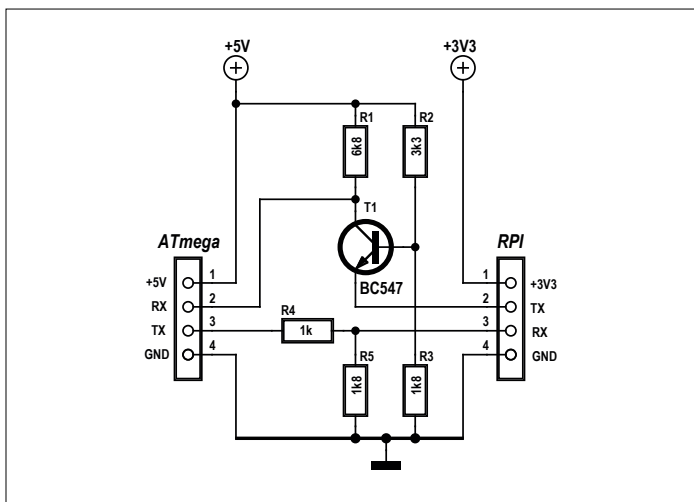 +5V
+3V3
R1
6k8
R2
3k3
T1
BC547
ATmega
+5V 1
RX 2
TX 3
GND 4
R4
1k
R5
1k8
R3
1k8
RPI
1 +3V3
2 TX
3 RX
4 GND